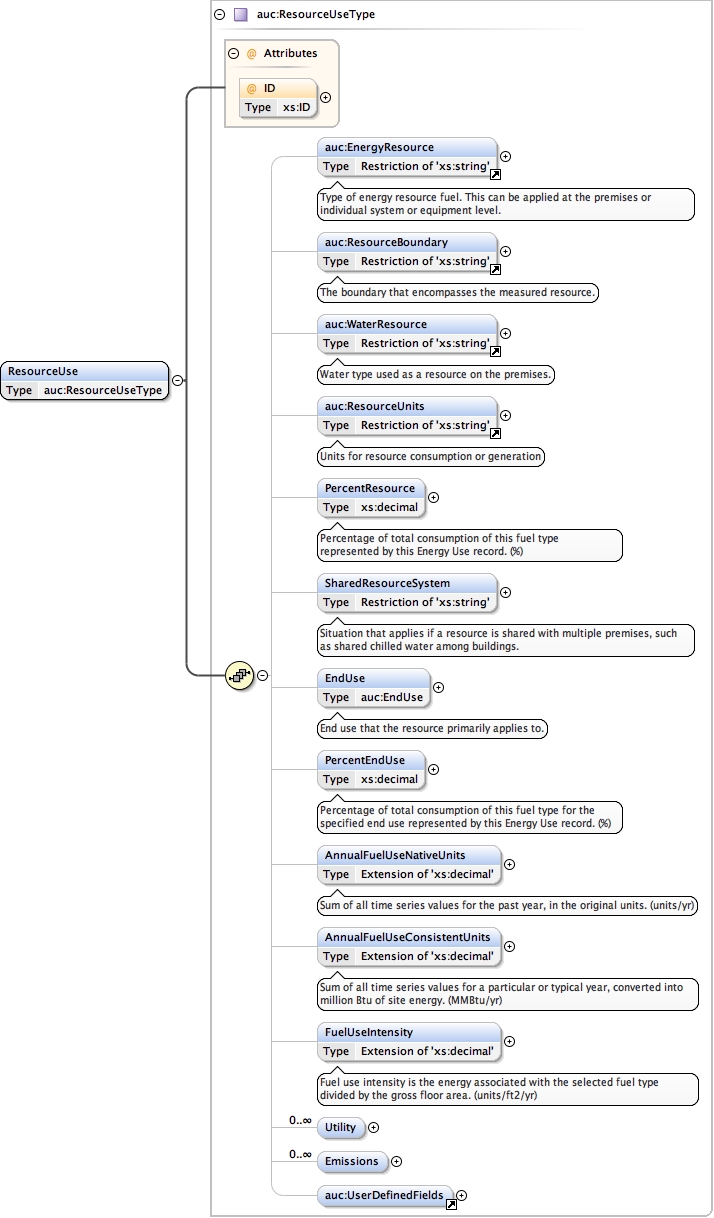 auc:ResourceUseType
@ Attributes
@ ID
Type xs:ID
auc:EnergyResource
Type Restriction of 'xs:string'
Type of energy resource fuel. This can be applied at the premises or
individual system or equipment level.
auc:ResourceBoundary
Type Restriction of 'xs:string'
The boundary that encompasses the measured resource.
auc:WaterResource
Type Restriction of 'xs:string'
Water type used as a resource on the premises.
ResourceUse
Type auc:ResourceUseType
auc:ResourceUnits
Type Restriction of 'xs:string'
Units for resource consumption or generation
PercentResource
Type xs:decimal
Percentage of total consumption of this fuel type
represented by this Energy Use record. (%)
SharedResourceSystem
Type Restriction of 'xs:string'
Situation that applies if a resource is shared with multiple premises, such
as shared chilled water among buildings.
EndUse
Type auc:EndUse
End use that the resource primarily applies to.
PercentEndUse
Type xs:decimal
Percentage of total consumption of this fuel type for the
specified end use represented by this Energy Use record. (%)
AnnualFuelUseNativeUnits
Type Extension of 'xs:decimal'
Sum of all time series values for the past year, in the original units. (units/yr)
AnnualFuelUseConsistentUnits
Type Extension of 'xs:decimal'
Sum of all time series values for a particular or typical year, converted into
million Btu of site energy. (MMBtu/yr)
FuelUseIntensity
Type Extension of 'xs:decimal'
Fuel use intensity is the energy associated with the selected fuel type
divided by the gross floor area. (units/ft2/yr)
0..∞
Utility
0..∞
Emissions
auc:UserDefinedFields